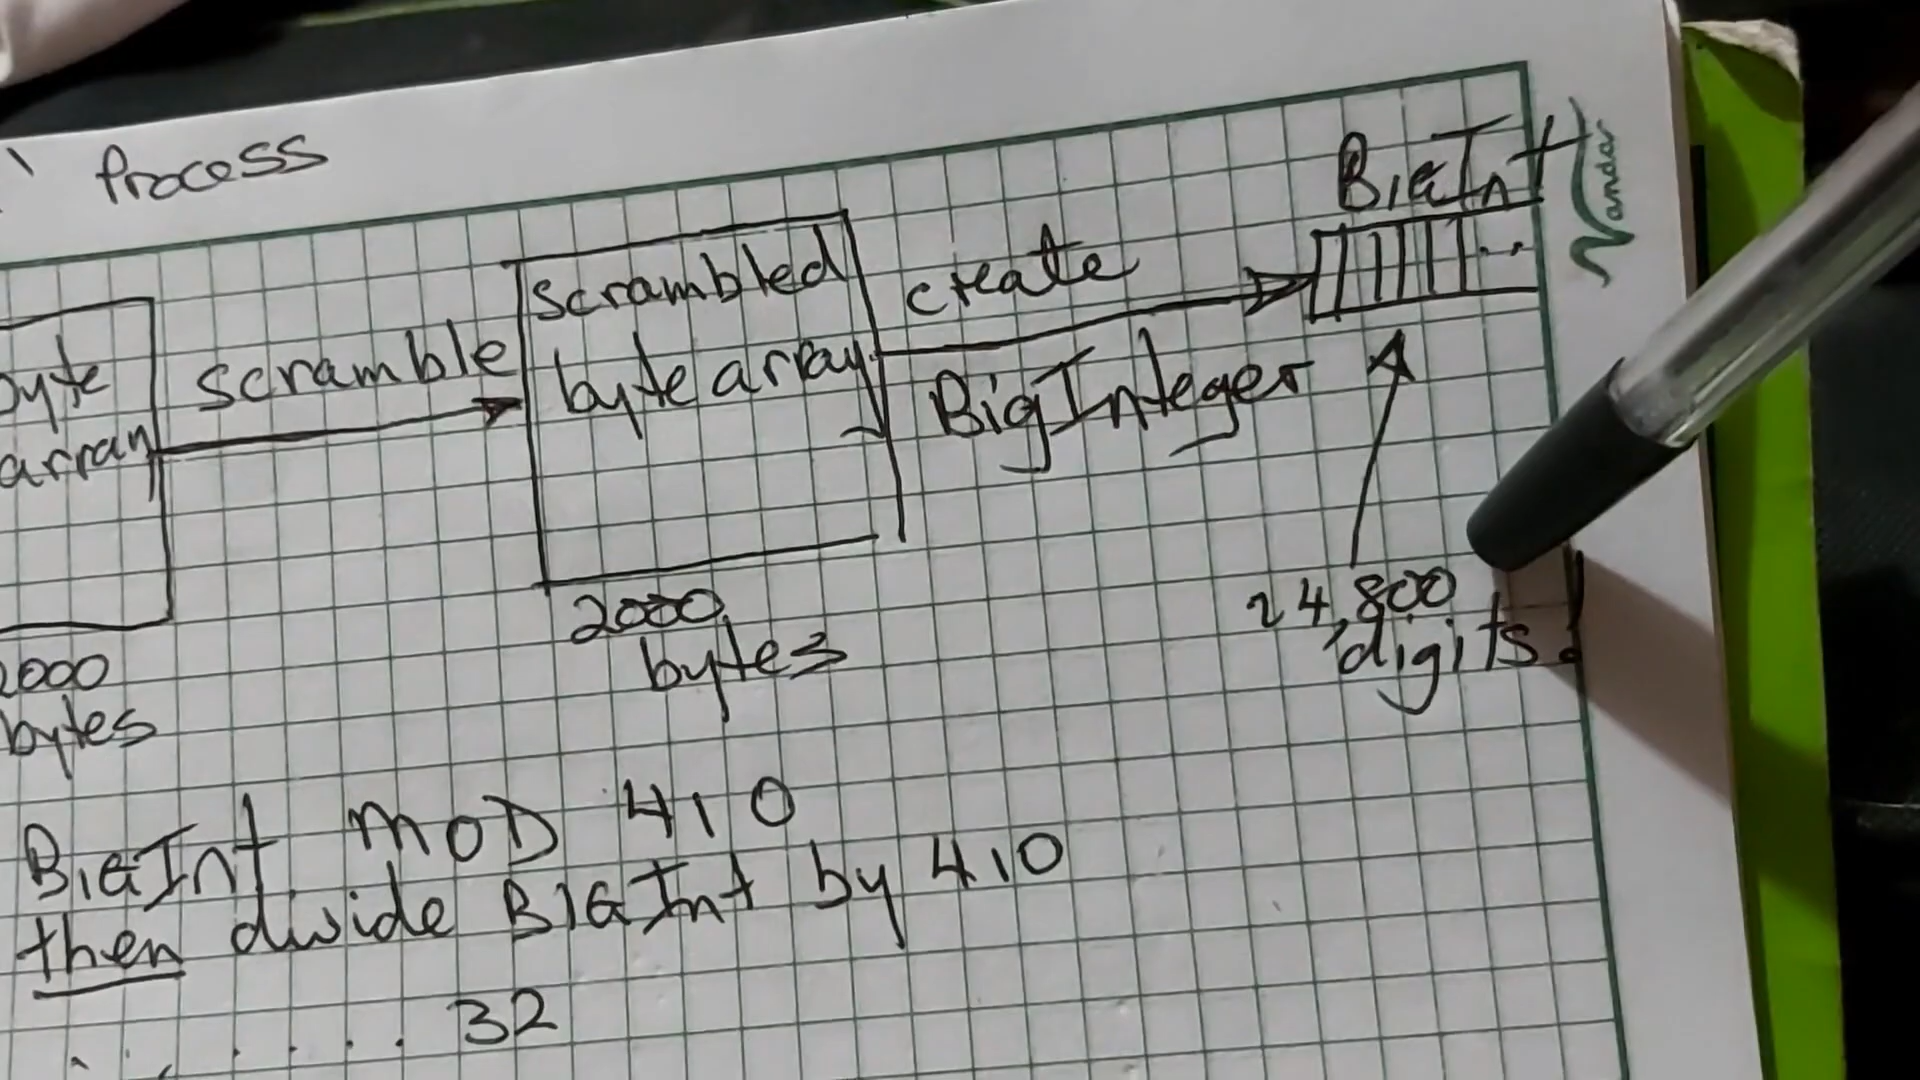 Process
byte
array
scramble
scrambled
byte array
create
BigInteger
BIGInt
2000
bytes
2000
bytes
24,800
digits!
BIGInt MOD 410
then divide BIGInt by 410
32
Nandar